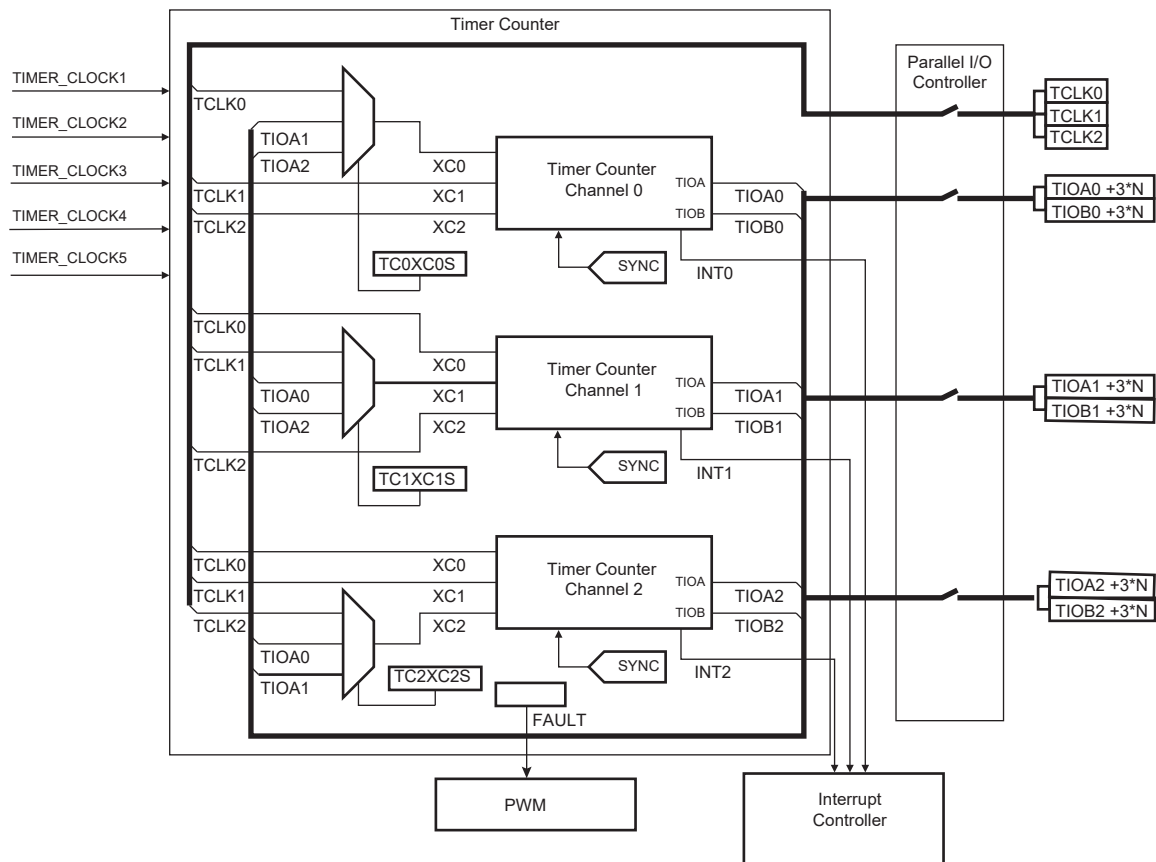 Timer Counter
TIMER_CLOCK1
TIMER_CLOCK2
TIMER_CLOCK3
TIMER_CLOCK4
TIMER_CLOCK5
TCLK0
TIOA1
TIOA2
TCLK1
TCLK2
XC0
XC1
XC2
TC0XC0S
Timer Counter
Channel 0
TIOA
TIOB
SYNC
TIOA0
TIOB0
INT0
TCLK0
TCLK1
TIOA0
TIOA2
TCLK2
XC0
XC1
XC2
TC1XC1S
Timer Counter
Channel 1
TIOA
TIOB
SYNC
TIOA1
TIOB1
INT1
TCLK0
TCLK1
TCLK2
TIOA0
TIOA1
XC0
XC1
XC2
TC2XC2S
Timer Counter
Channel 2
TIOA
TIOB
SYNC
TIOA2
TIOB2
INT2
FAULT
PWM
Interrupt
Controller
Parallel I/O
Controller
TCLK0
TCLK1
TCLK2
TIOA0 +3*N
TIOB0 +3*N
TIOA1 +3*N
TIOB1 +3*N
TIOA2 +3*N
TIOB2 +3*N